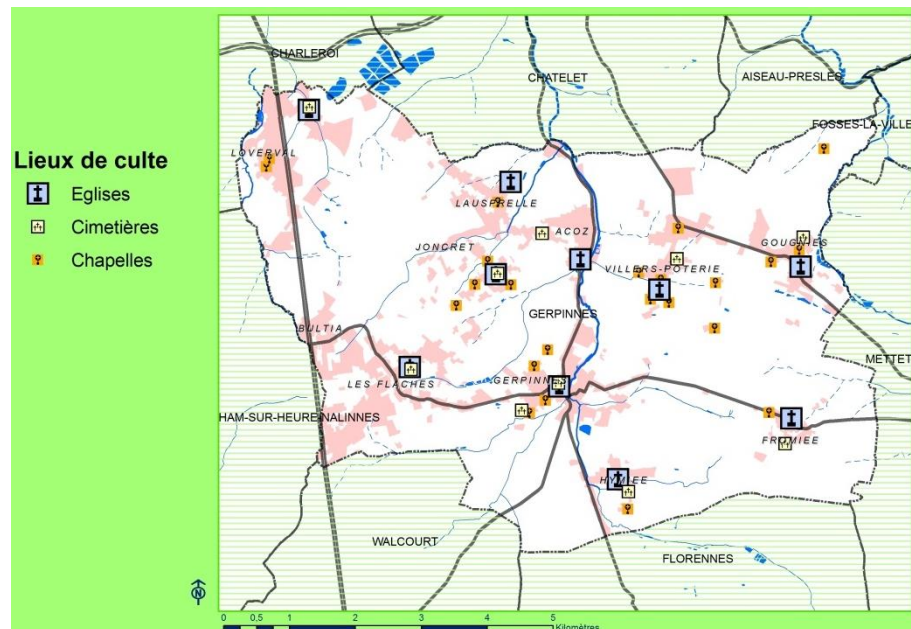 Lieux de culte
Eglises
Cimetières
Chapelles
CHARLEROI
CHATELET
AISEAU-PRESLES
FOSSES-LA-VILLE
LOVERVAL
LAUSPRELLE
JONCRET
ACOZ
GOUGNIES
VILLERS-POTERIE
GERPINNES
BULTIA
METTET
LES FLACHES
GERPINNES
HAM-SUR-HEURE-NALINNES
FROMIEE
HYMIEE
WALCOURT
FLORENNES
N
0 0,5 1 2 3 4 5
Kilomètres